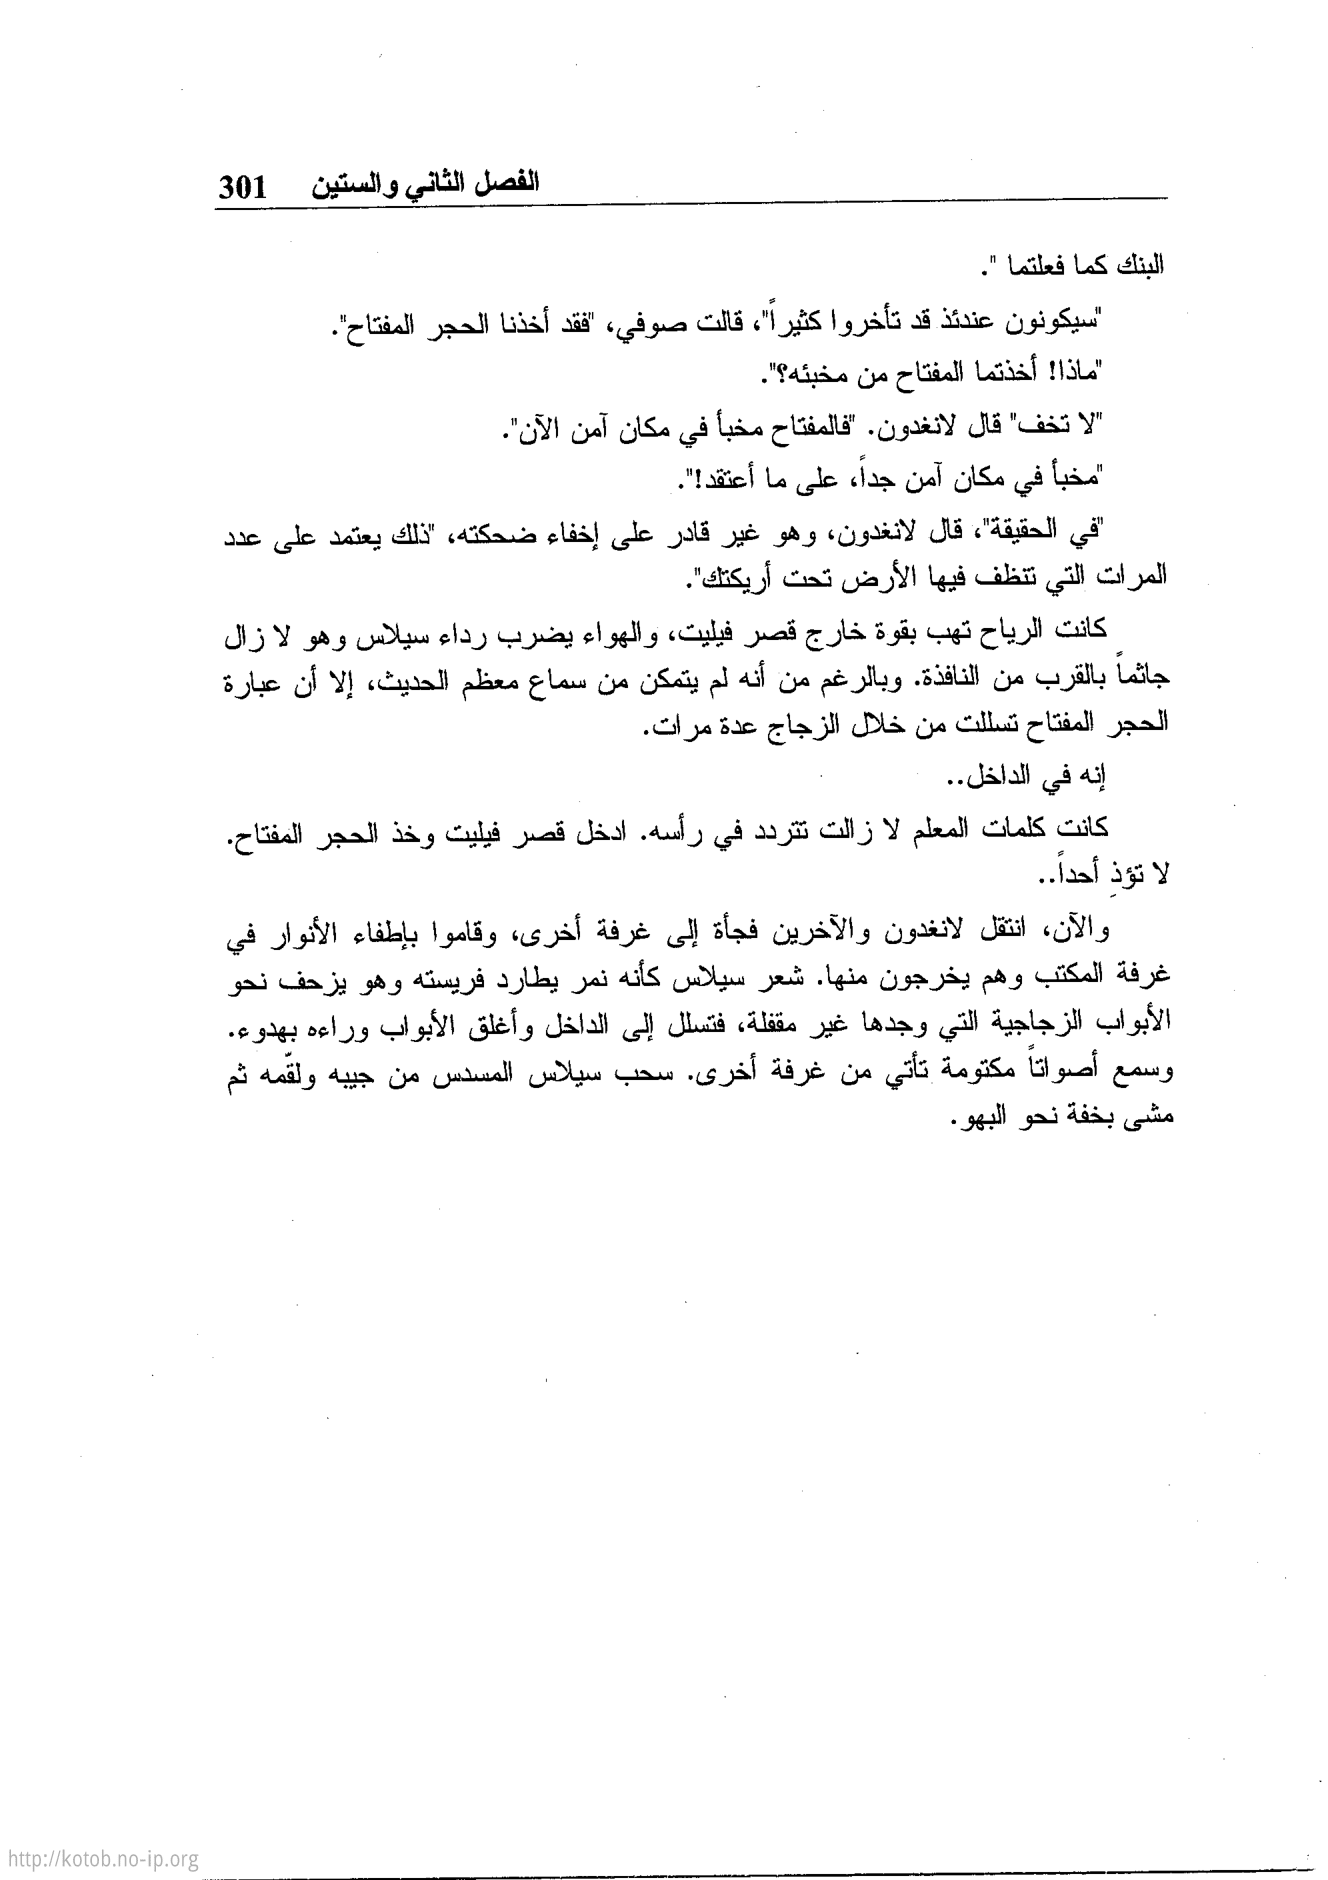 الفصل الثاني والستين 301
البنك كما فعلتما ".
"سيكونون عندئذ قد تأخروا كثيراً"، قالت صوفي، "فقد أخذنا الحجر المفتاح".
"ماذا! أخذتما المفتاح من مخبئه؟".
"لا تخف" قال لانغدون. "فالمفتاح مخبأ في مكان آمن الآن".
"مخبأ في مكان آمن جداً، على ما أعتقد!".
"في الحقيقة"، قال لانغدون، وهو غير قادر على إخفاء ضحكته، "ذلك يعتمد على عدد
المرات التي تنظف فيها الأرض تحت أريكتك".
كانت الرياح تهب بقوة خارج قصر فيليت، والهواء يضرب رداء سيلاس وهو لا زال
جاثماً بالقرب من النافذة. وبالرغم من أنه لم يتمكن من سماع معظم الحديث، إلا أن عبارة
الحجر المفتاح تسللت من خلال الزجاج عدة مرات.
إنه في الداخل..
كانت كلمات المعلم لا زالت تتردد في رأسه. ادخل قصر فيليت وخذ الحجر المفتاح.
لا تؤذِ أحداً..
والآن، انتقل لانغدون والآخرين فجأة إلى غرفة أخرى، وقاموا بإطفاء الأنوار في
غرفة المكتب وهم يخرجون منها. شعر سيلاس كأنه نمر يطارد فريسته وهو يزحف نحو
الأبواب الزجاجية التي وجدها غير مقفلة، فتسلل إلى الداخل وأغلق الأبواب وراءه بهدوء.
وسمع أصواتاً مكتومة تأتي من غرفة أخرى. سحب سيلاس المسدس من جيبه ولقّمه ثم
مشى بخفة نحو البهو.
http://kotob.no-ip.org